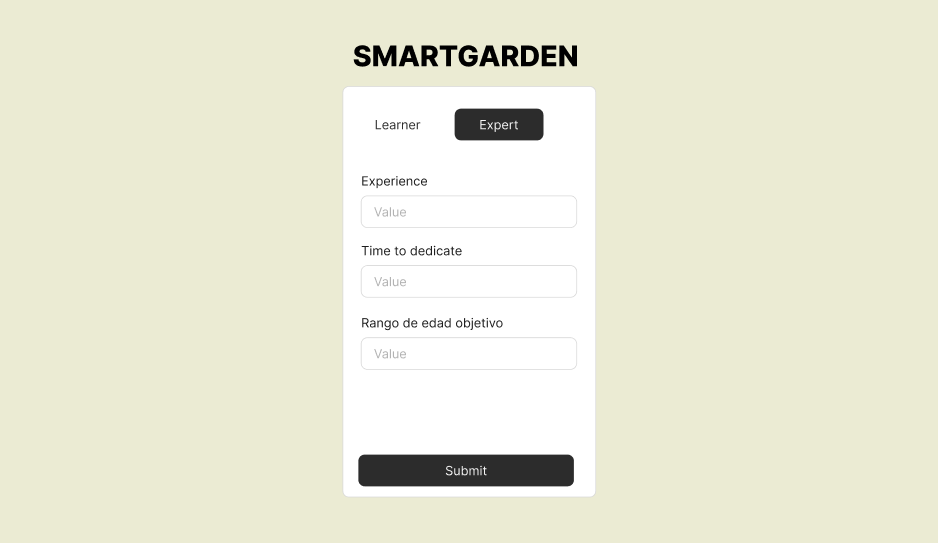 SMARTGARDEN
Learner Expert
Experience
Value
Time to dedicate
Value
Rango de edad objetivo
Value
Submit